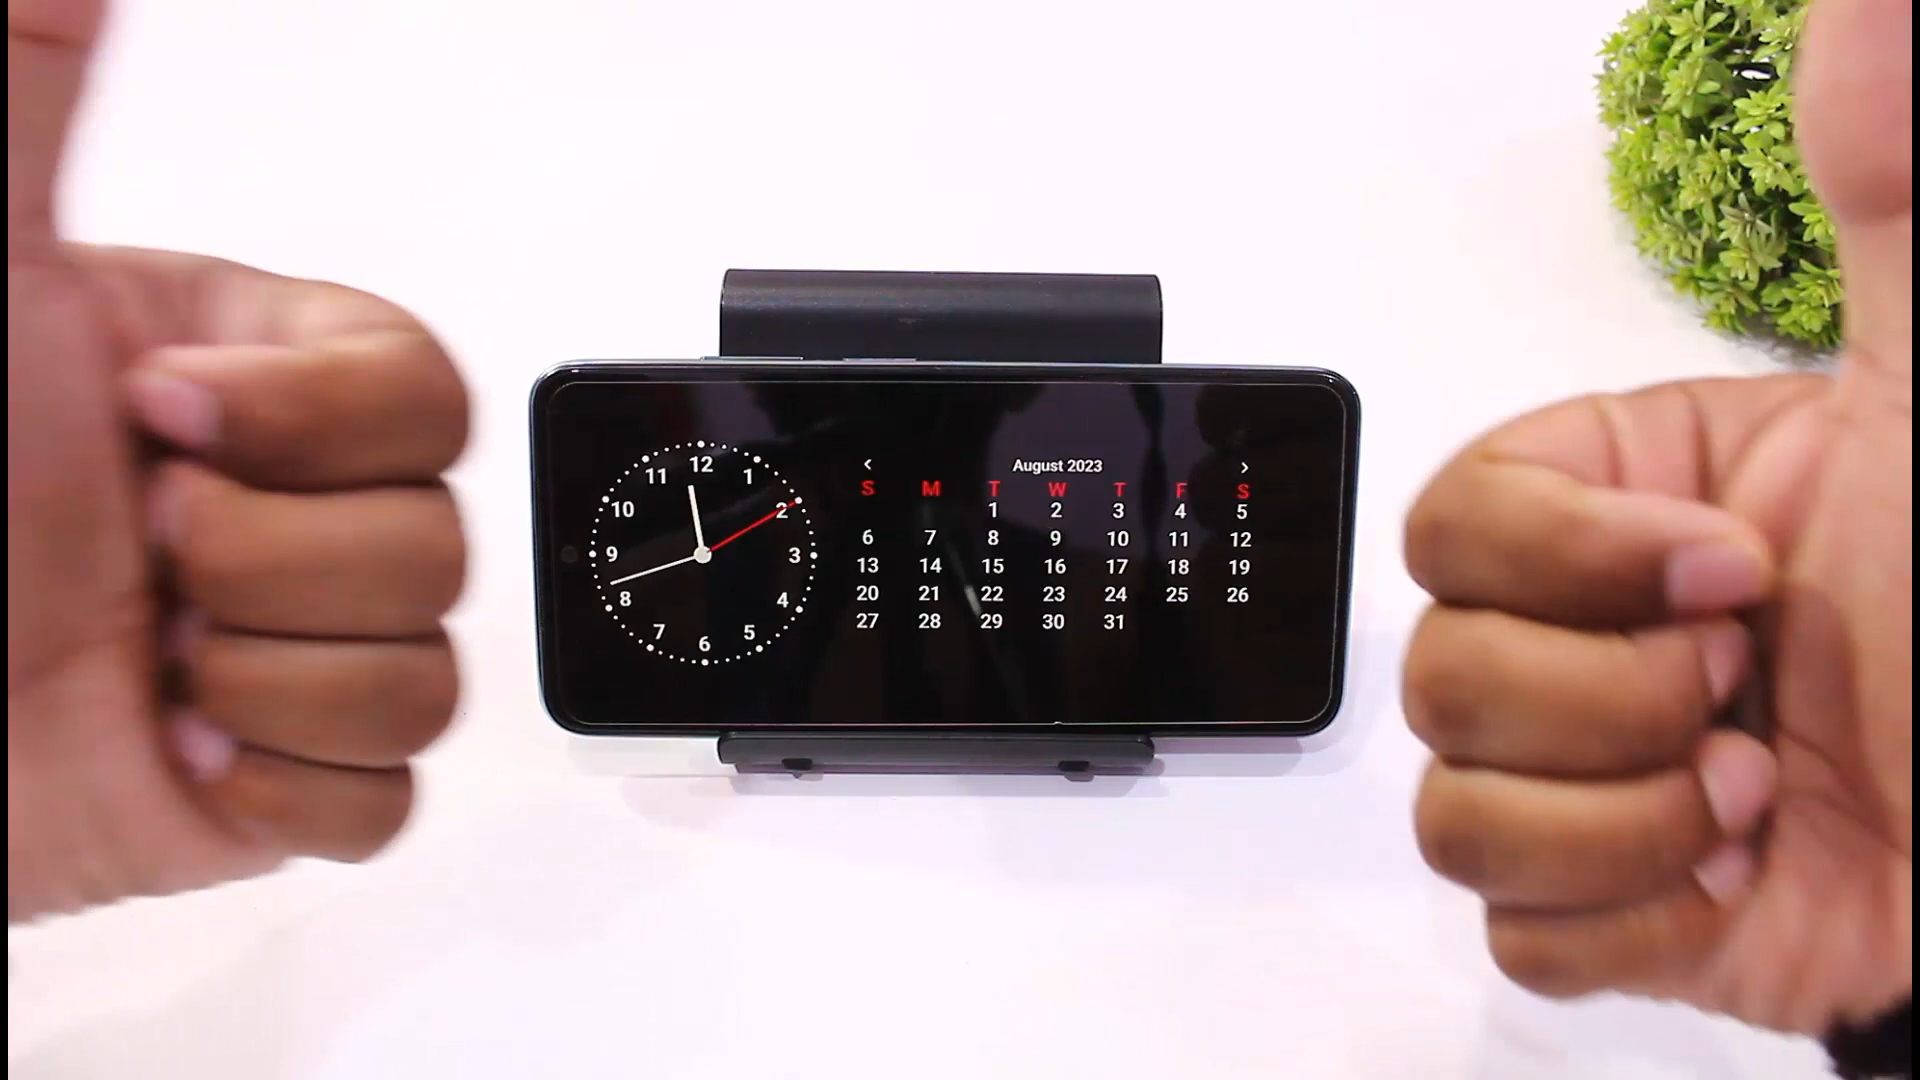 12
11 1
10 2
9 3
8 4
7 5
6
‹ August 2023 ›
S M T W T F S
1 2 3 4 5
6 7 8 9 10 11 12
13 14 15 16 17 18 19
20 21 22 23 24 25 26
27 28 29 30 31